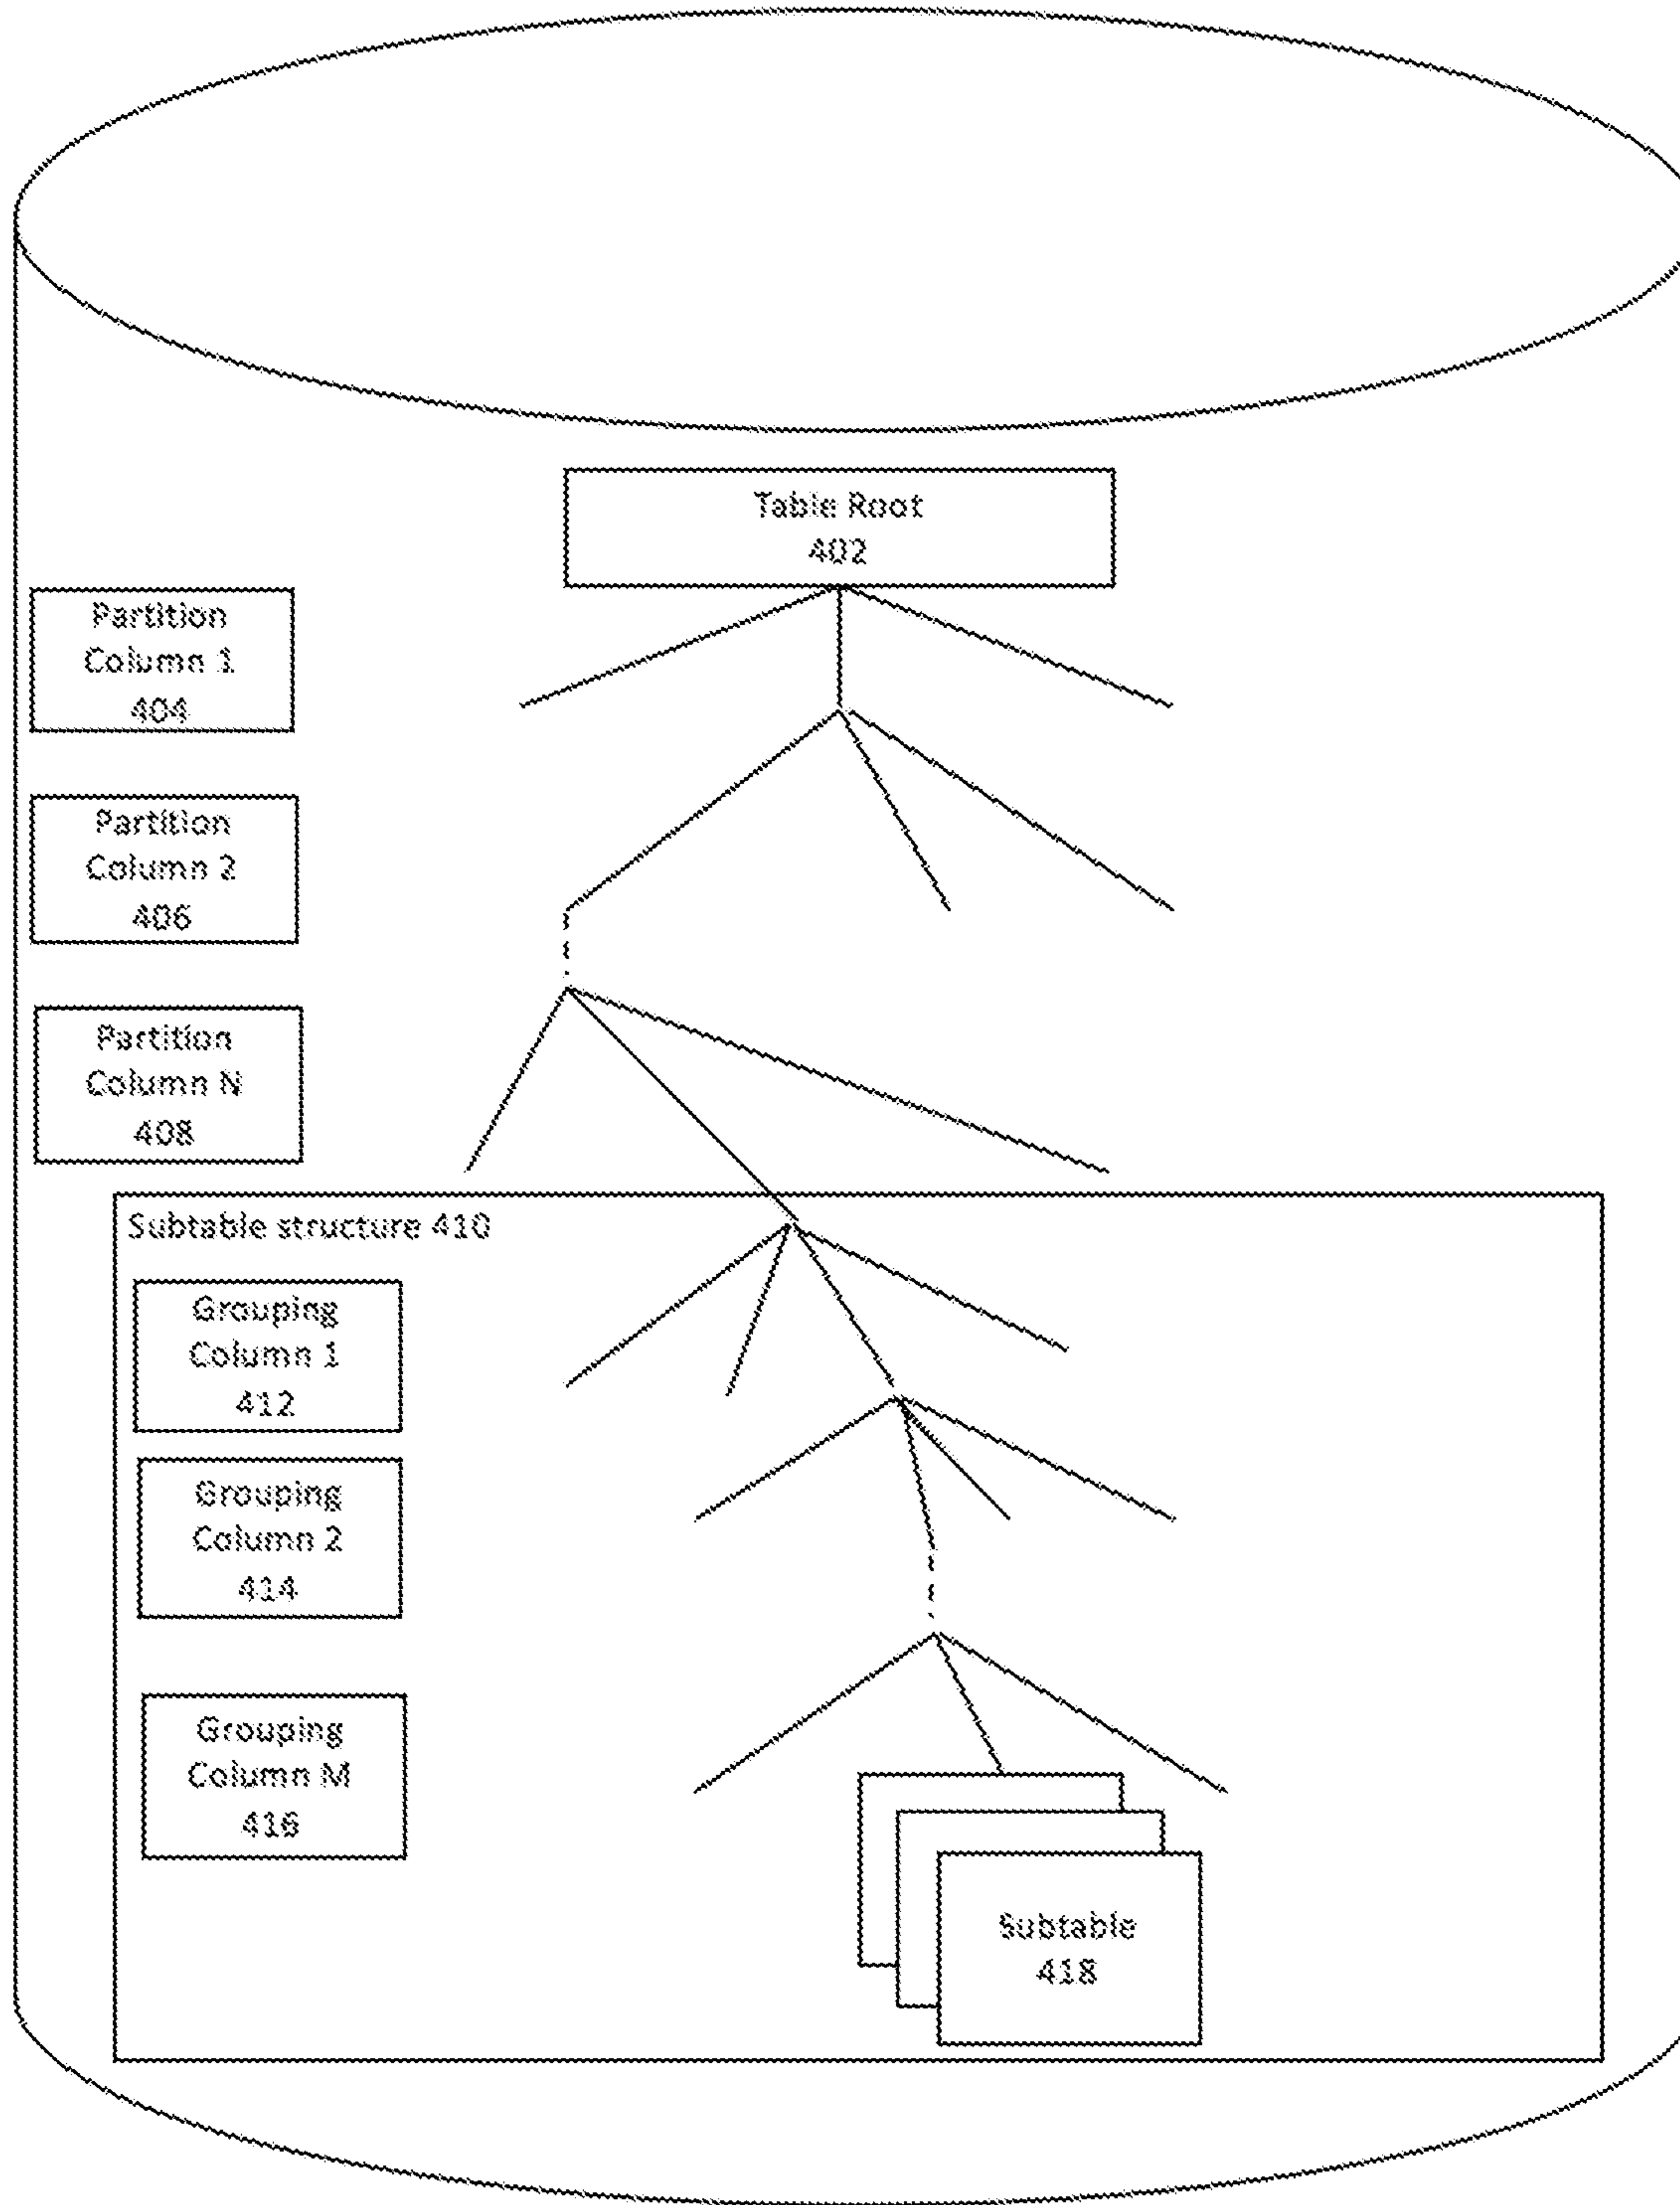 Table Root
402
Partition
Column 1
404
Partition
Column 2
406
Partition
Column N
408
Subtable structure 410
Grouping
Column 1
412
Grouping
Column 2
414
Grouping
Column M
416
Subtable
418